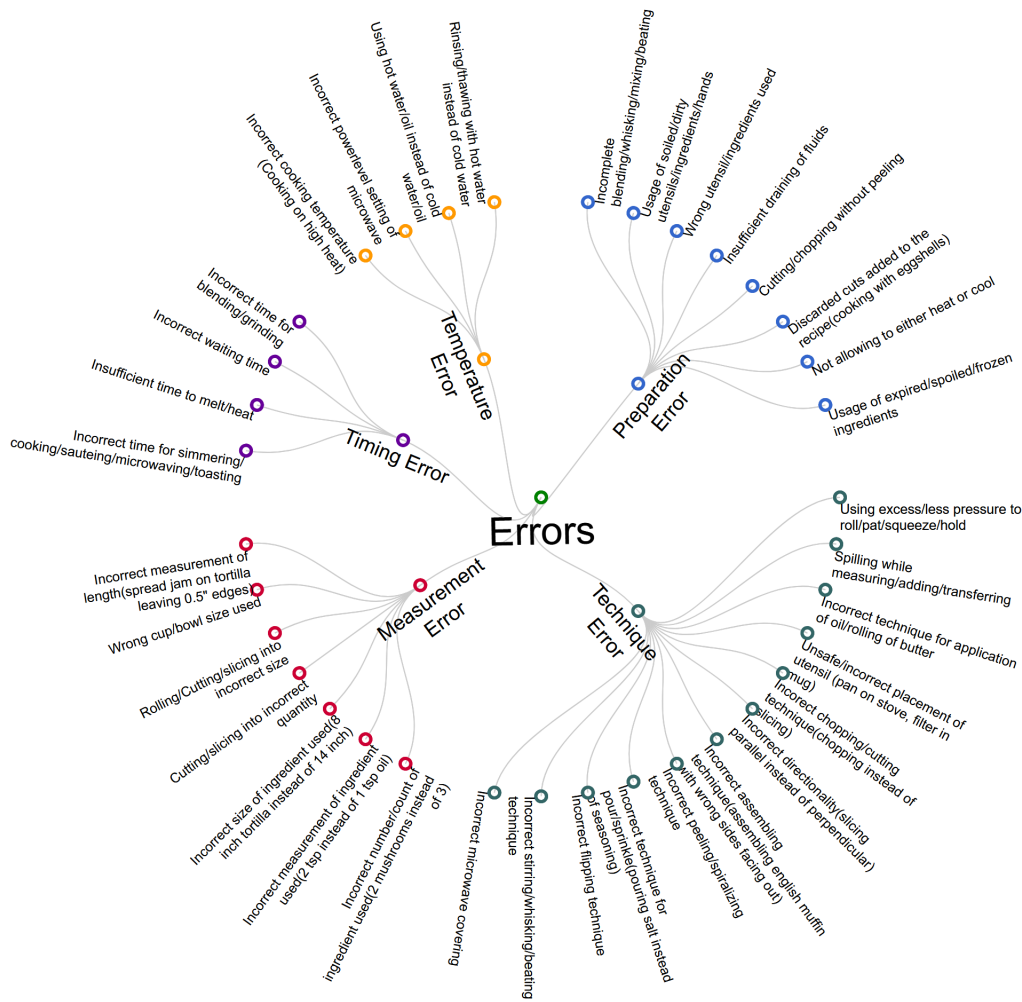 Errors
Temperature
Error
Rinsing/thawing with hot water
instead of cold water
Using hot water/oil instead of cold
water/oil
Incorrect powerlevel setting of
microwave
Incorrect cooking temperature
(Cooking on high heat)
Timing Error
Incorrect time for
blending/grinding
Incorrect waiting time
Insufficient time to melt/heat
Incorrect time for simmering/
cooking/sauteing/microwaving/toasting
Measurement
Error
Incorrect measurement of
length(spread jam on tortilla
leaving 0.5" edges)
Wrong cup/bowl size used
Rolling/Cutting/slicing into
incorrect size
Cutting/slicing into incorrect
quantity
Incorrect size of ingredient used(8
inch tortilla instead of 14 inch)
Incorrect measurement of ingredient
used(2 tsp instead of 1 tsp oil)
Incorrect number/count of
ingredient used(2 mushrooms instead
of 3)
Technique
Error
Incorrect microwave covering
Incorrect stirring/whisking/beating
technique
Incorrect flipping technique
Incorrect technique for
pour/sprinkle(pouring salt instead
of seasoning)
Incorrect peeling/spiralizing
technique
Incorrect assembling
technique(assembling english muffin
with wrong sides facing out)
Incorrect directionality(slicing
parallel instead of perpendicular)
Incorect chopping/cutting
technique(chopping instead of
slicing)
Unsafe/incorrect placement of
utensil (pan on stove, filter in
mug)
Incorrect technique for application
of oil/rolling of butter
Spilling while
measuring/adding/transferring
Using excess/less pressure to
roll/pat/squeeze/hold
Preparation
Error
Usage of expired/spoiled/frozen
ingredients
Not allowing to either heat or cool
Discarded cuts added to the
recipe(cooking with eggshells)
Cutting/chopping without peeling
Insufficient draining of fluids
Wrong utensil/ingredients used
Usage of soiled/dirty
utensils/ingredients/hands
Incomplete
blending/whisking/mixing/beating